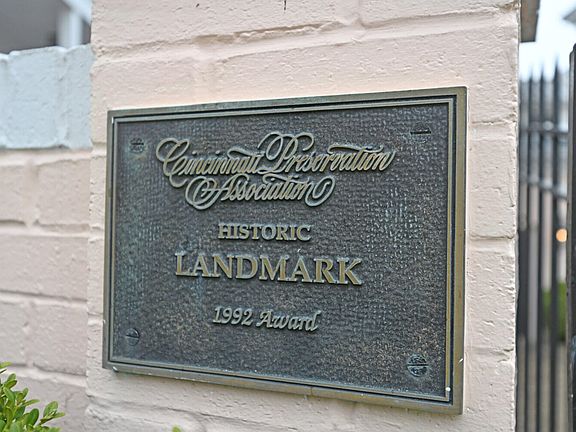 Cincinnati Preservation
Association
HISTORIC
LANDMARK
1992 Award